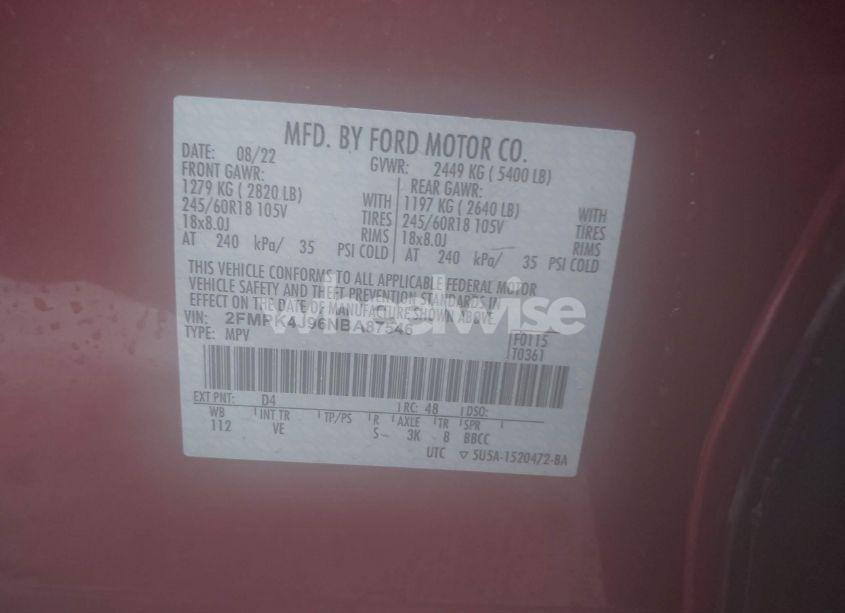 MFD. BY FORD MOTOR CO.
DATE: 08/22 GVWR: 2449 KG ( 5400 LB)
FRONT GAWR: REAR GAWR:
1279 KG ( 2820 LB) WITH 1197 KG ( 2640 LB) WITH
245/60R18 105V TIRES 245/60R18 105V TIRES
18x8.0J RIMS 18x8.0J RIMS
AT 240 kPa/ 35 PSI COLD AT 240 kPa/ 35 PSI COLD
THIS VEHICLE CONFORMS TO ALL APPLICABLE FEDERAL MOTOR
VEHICLE SAFETY AND THEFT PREVENTION STANDARDS IN
EFFECT ON THE DATE OF MANUFACTURE SHOWN ABOVE
wheelwise
VIN: 2FMPK4J96NBA87546 F0115
TYPE: MPV T0361
EXT PNT: D4 RC: 48 DSO:
WB INT TR TP/PS R AXLE TR SPR
112 VE S 3K 8 BBCC
UTC ▽ 5U5A-1520472-BA